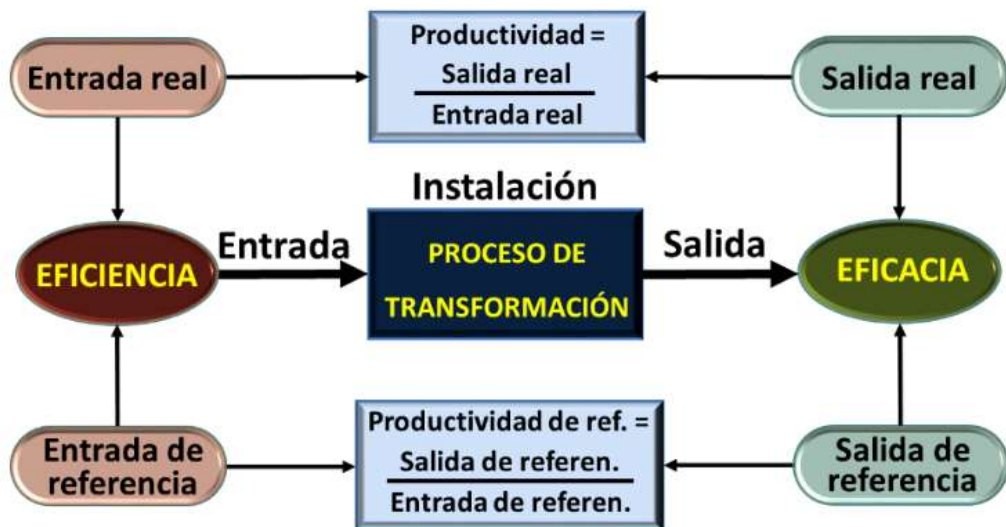 Entrada real
Productividad =
Salida real
Entrada real
Salida real
Instalación
EFICIENCIA
Entrada
PROCESO DE
TRANSFORMACIÓN
Salida
EFICACIA
Entrada de
referencia
Productividad de ref. =
Salida de referen.
Entrada de referen.
Salida de
referencia